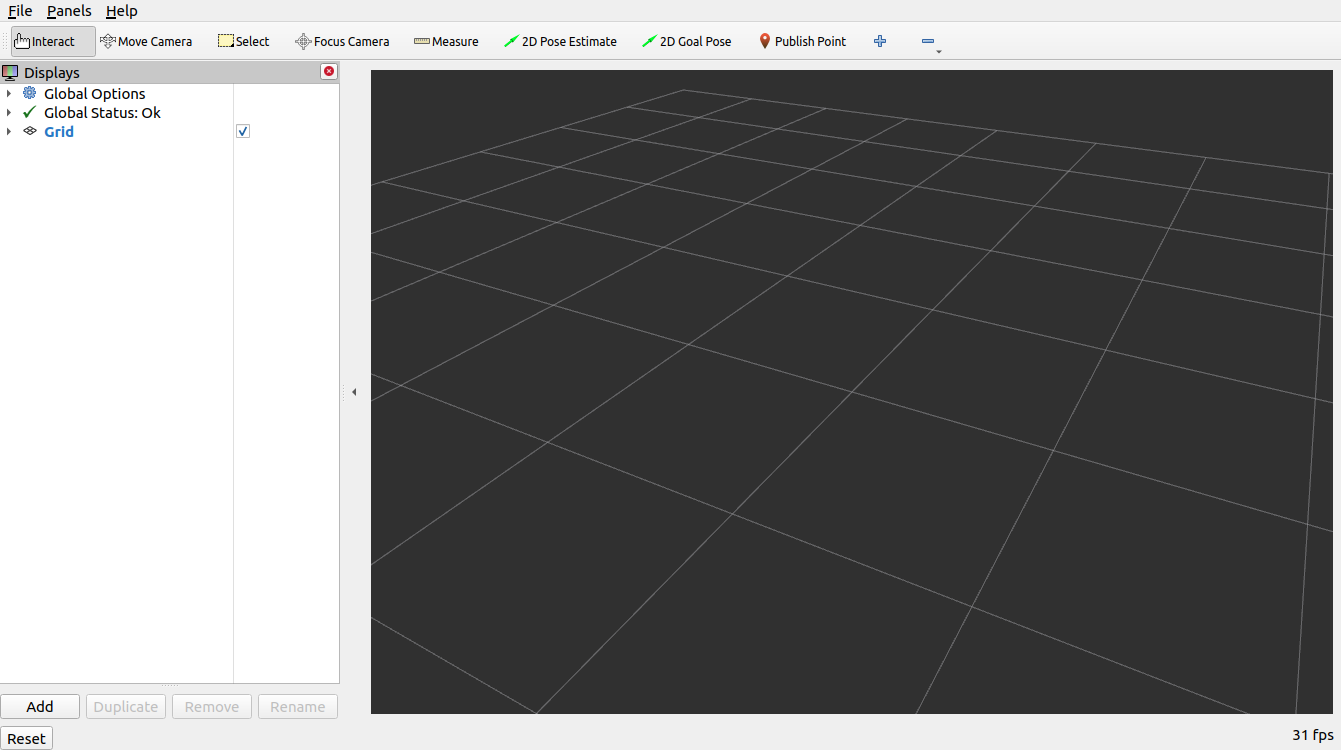 File Panels Help
Interact Move Camera Select Focus Camera Measure 2D Pose Estimate 2D Goal Pose Publish Point
Displays
Global Options
Global Status: Ok
Grid
Add Duplicate Remove Rename
Reset
31 fps